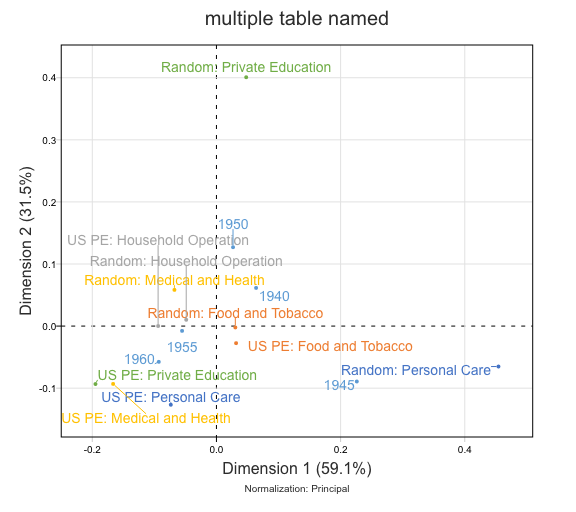 multiple table named
Random: Private Education
0.4
0.3
0.2
1950
US PE: Household Operation
Random: Household Operation
0.1
Random: Medical and Health
1940
Random: Food and Tobacco
0.0
1955
US PE: Food and Tobacco
1960
Random: Personal Care
US PE: Private Education
1945
-0.1
US PE: Personal Care
US PE: Medical and Health
-0.2
0.0
0.2
0.4
Dimension 2 (31.5%)
Dimension 1 (59.1%)
Normalization: Principal